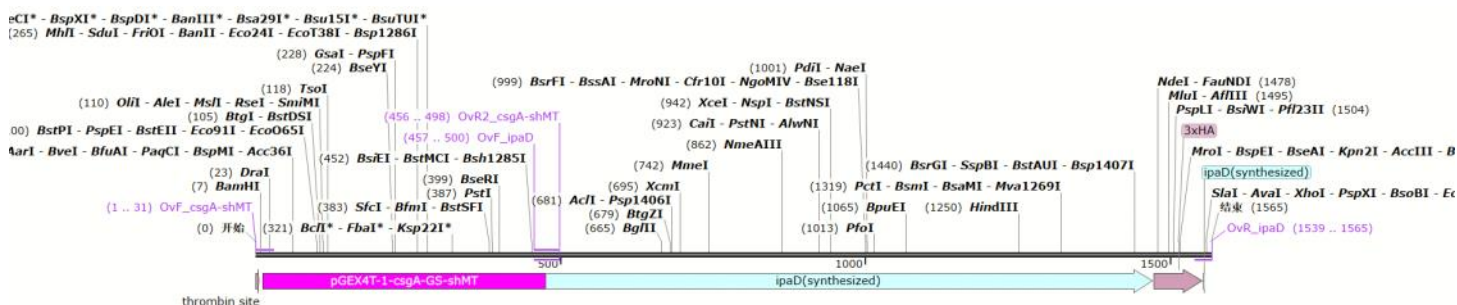 eCI* - BspXI* - BspDI* - BanIII* - Bsa29I* - Bsu15I* - BsuTUI*
(265) MhlI - SduI - FriOI - BanII - Eco24I - EcoT38I - Bsp1286I
(228) GsaI - PspFI
(224) BseYI
(118) TsoI
(110) OliI - AleI - MslI - RseI - SmiMI
(105) BtgI - BstDSI
00) BstPI - PspEI - BstEII - Eco91I - EcoO65I
AarI - BveI - BfuAI - PaqCI - BspMI - Acc36I
(23) DraI
(7) BamHI
(1 .. 31) OvF_csgA-shMT
(0) 开始
(321) BclI* - FbaI* - Ksp22I*
(383) SfcI - BfmI - BstSFI
(387) PstI
(399) BseRI
(452) BsiEI - BstMCI - Bsh1285I
(457 .. 500) OvF_ipaD
(456 .. 498) OvR2_csgA-shMT
(1001) PdiI - NaeI
(999) BsrFI - BssAI - MroNI - Cfr10I - NgoMIV - Bse118I
(942) XceI - NspI - BstNSI
(923) CaiI - PstNI - AlwNI
(862) NmeAIII
(742) MmeI
(695) XcmI
(681) AclI - Psp1406I
(679) BtgZI
(665) BglII
(1440) BsrGI - SspBI - BstAUI - Bsp1407I
(1319) PctI - BsmI - BsaMI - Mva1269I
(1065) BpuEI
(1250) HindIII
(1013) PfoI
NdeI - FauNDI (1478)
MluI - AflIII (1495)
PspLI - BsiWI - Pfl23II (1504)
3xHA
MroI - BspEI - BseAI - Kpn2I - AccIII - B
ipaD(synthesized)
SlaI - AvaI - XhoI - PspXI - BsoBI - Ec
结束 (1565)
OvR_ipaD (1539 .. 1565)
500
1000
1500
pGEX4T-1-csgA-GS-shMT
ipaD(synthesized)
thrombin site